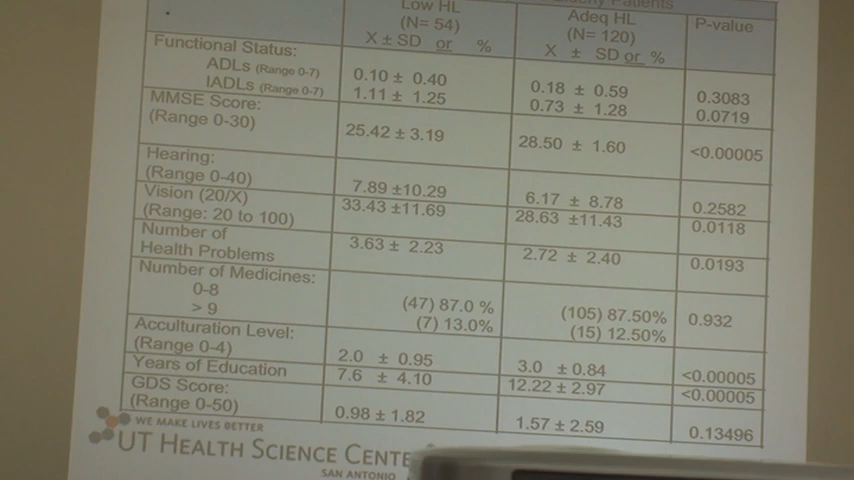 Patients
Low HL Adeq HL P-value
(N= 54) (N= 120)
X ± SD or % X ± SD or %
Functional Status:
ADLs (Range 0-7) 0.10 ± 0.40 0.18 ± 0.59 0.3083
IADLs (Range 0-7) 1.11 ± 1.25 0.73 ± 1.28 0.0719
MMSE Score:
(Range 0-30) 25.42 ± 3.19 28.50 ± 1.60 <0.00005
Hearing:
(Range 0-40) 7.89 ±10.29 6.17 ± 8.78 0.2582
Vision (20/X) 33.43 ±11.69 28.63 ±11.43 0.0118
(Range: 20 to 100)
Number of 3.63 ± 2.23 2.72 ± 2.40 0.0193
Health Problems
Number of Medicines:
0-8 (47) 87.0 % (105) 87.50% 0.932
> 9 (7) 13.0% (15) 12.50%
Acculturation Level:
(Range 0-4) 2.0 ± 0.95 3.0 ± 0.84 <0.00005
Years of Education 7.6 ± 4.10 12.22 ± 2.97 <0.00005
GDS Score:
(Range 0-50) 0.98 ± 1.82 1.57 ± 2.59 0.13496
WE MAKE LIVES BETTER
UT HEALTH SCIENCE
SAN ANTONIO